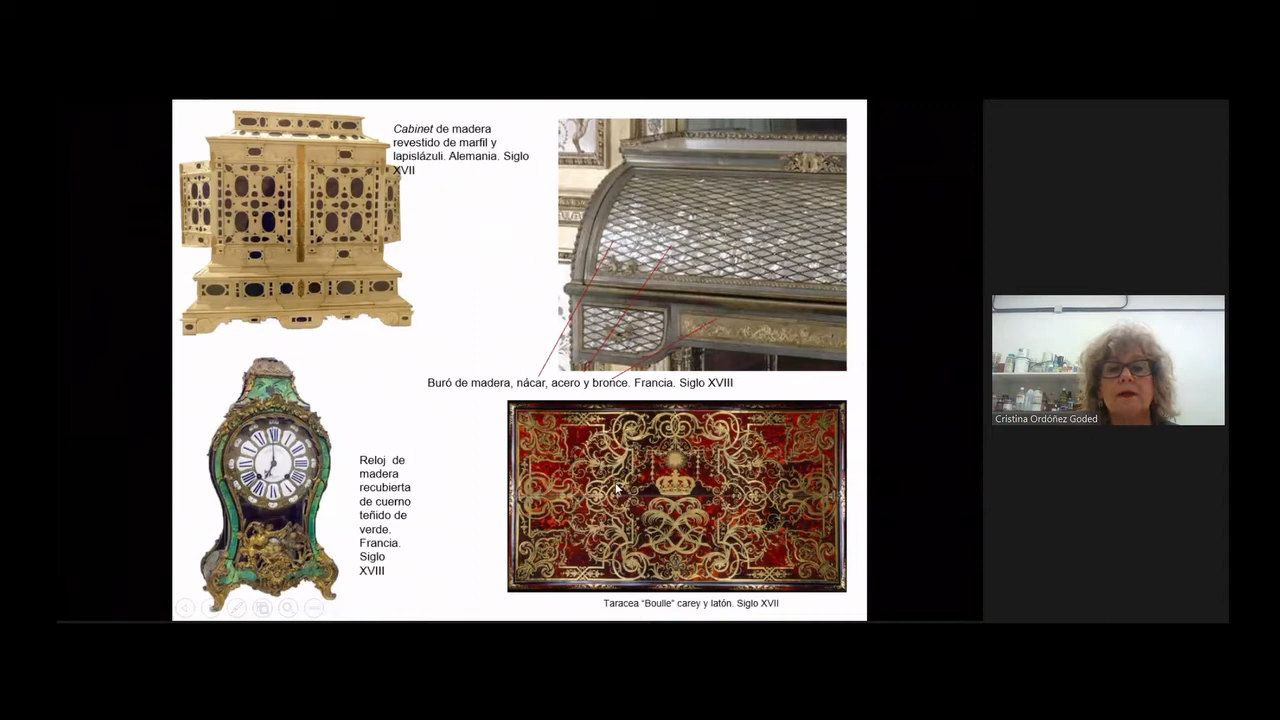 Cabinet de madera
revestido de marfil y
lapislázuli. Alemania. Siglo
XVII
Buró de madera, nácar, acero y bronce. Francia. Siglo XVIII
Reloj de
madera
recubierta
de cuerno
teñido de
verde.
Francia.
Siglo
XVIII
Taracea “Boulle” carey y latón. Siglo XVII
Cristina Ordóñez Goded